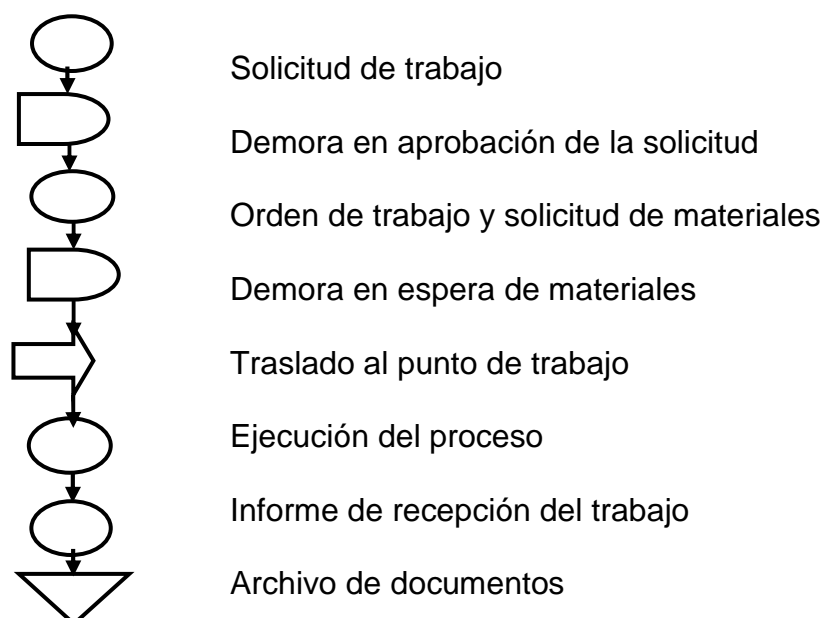 Solicitud de trabajo
Demora en aprobación de la solicitud
Orden de trabajo y solicitud de materiales
Demora en espera de materiales
Traslado al punto de trabajo
Ejecución del proceso
Informe de recepción del trabajo
Archivo de documentos